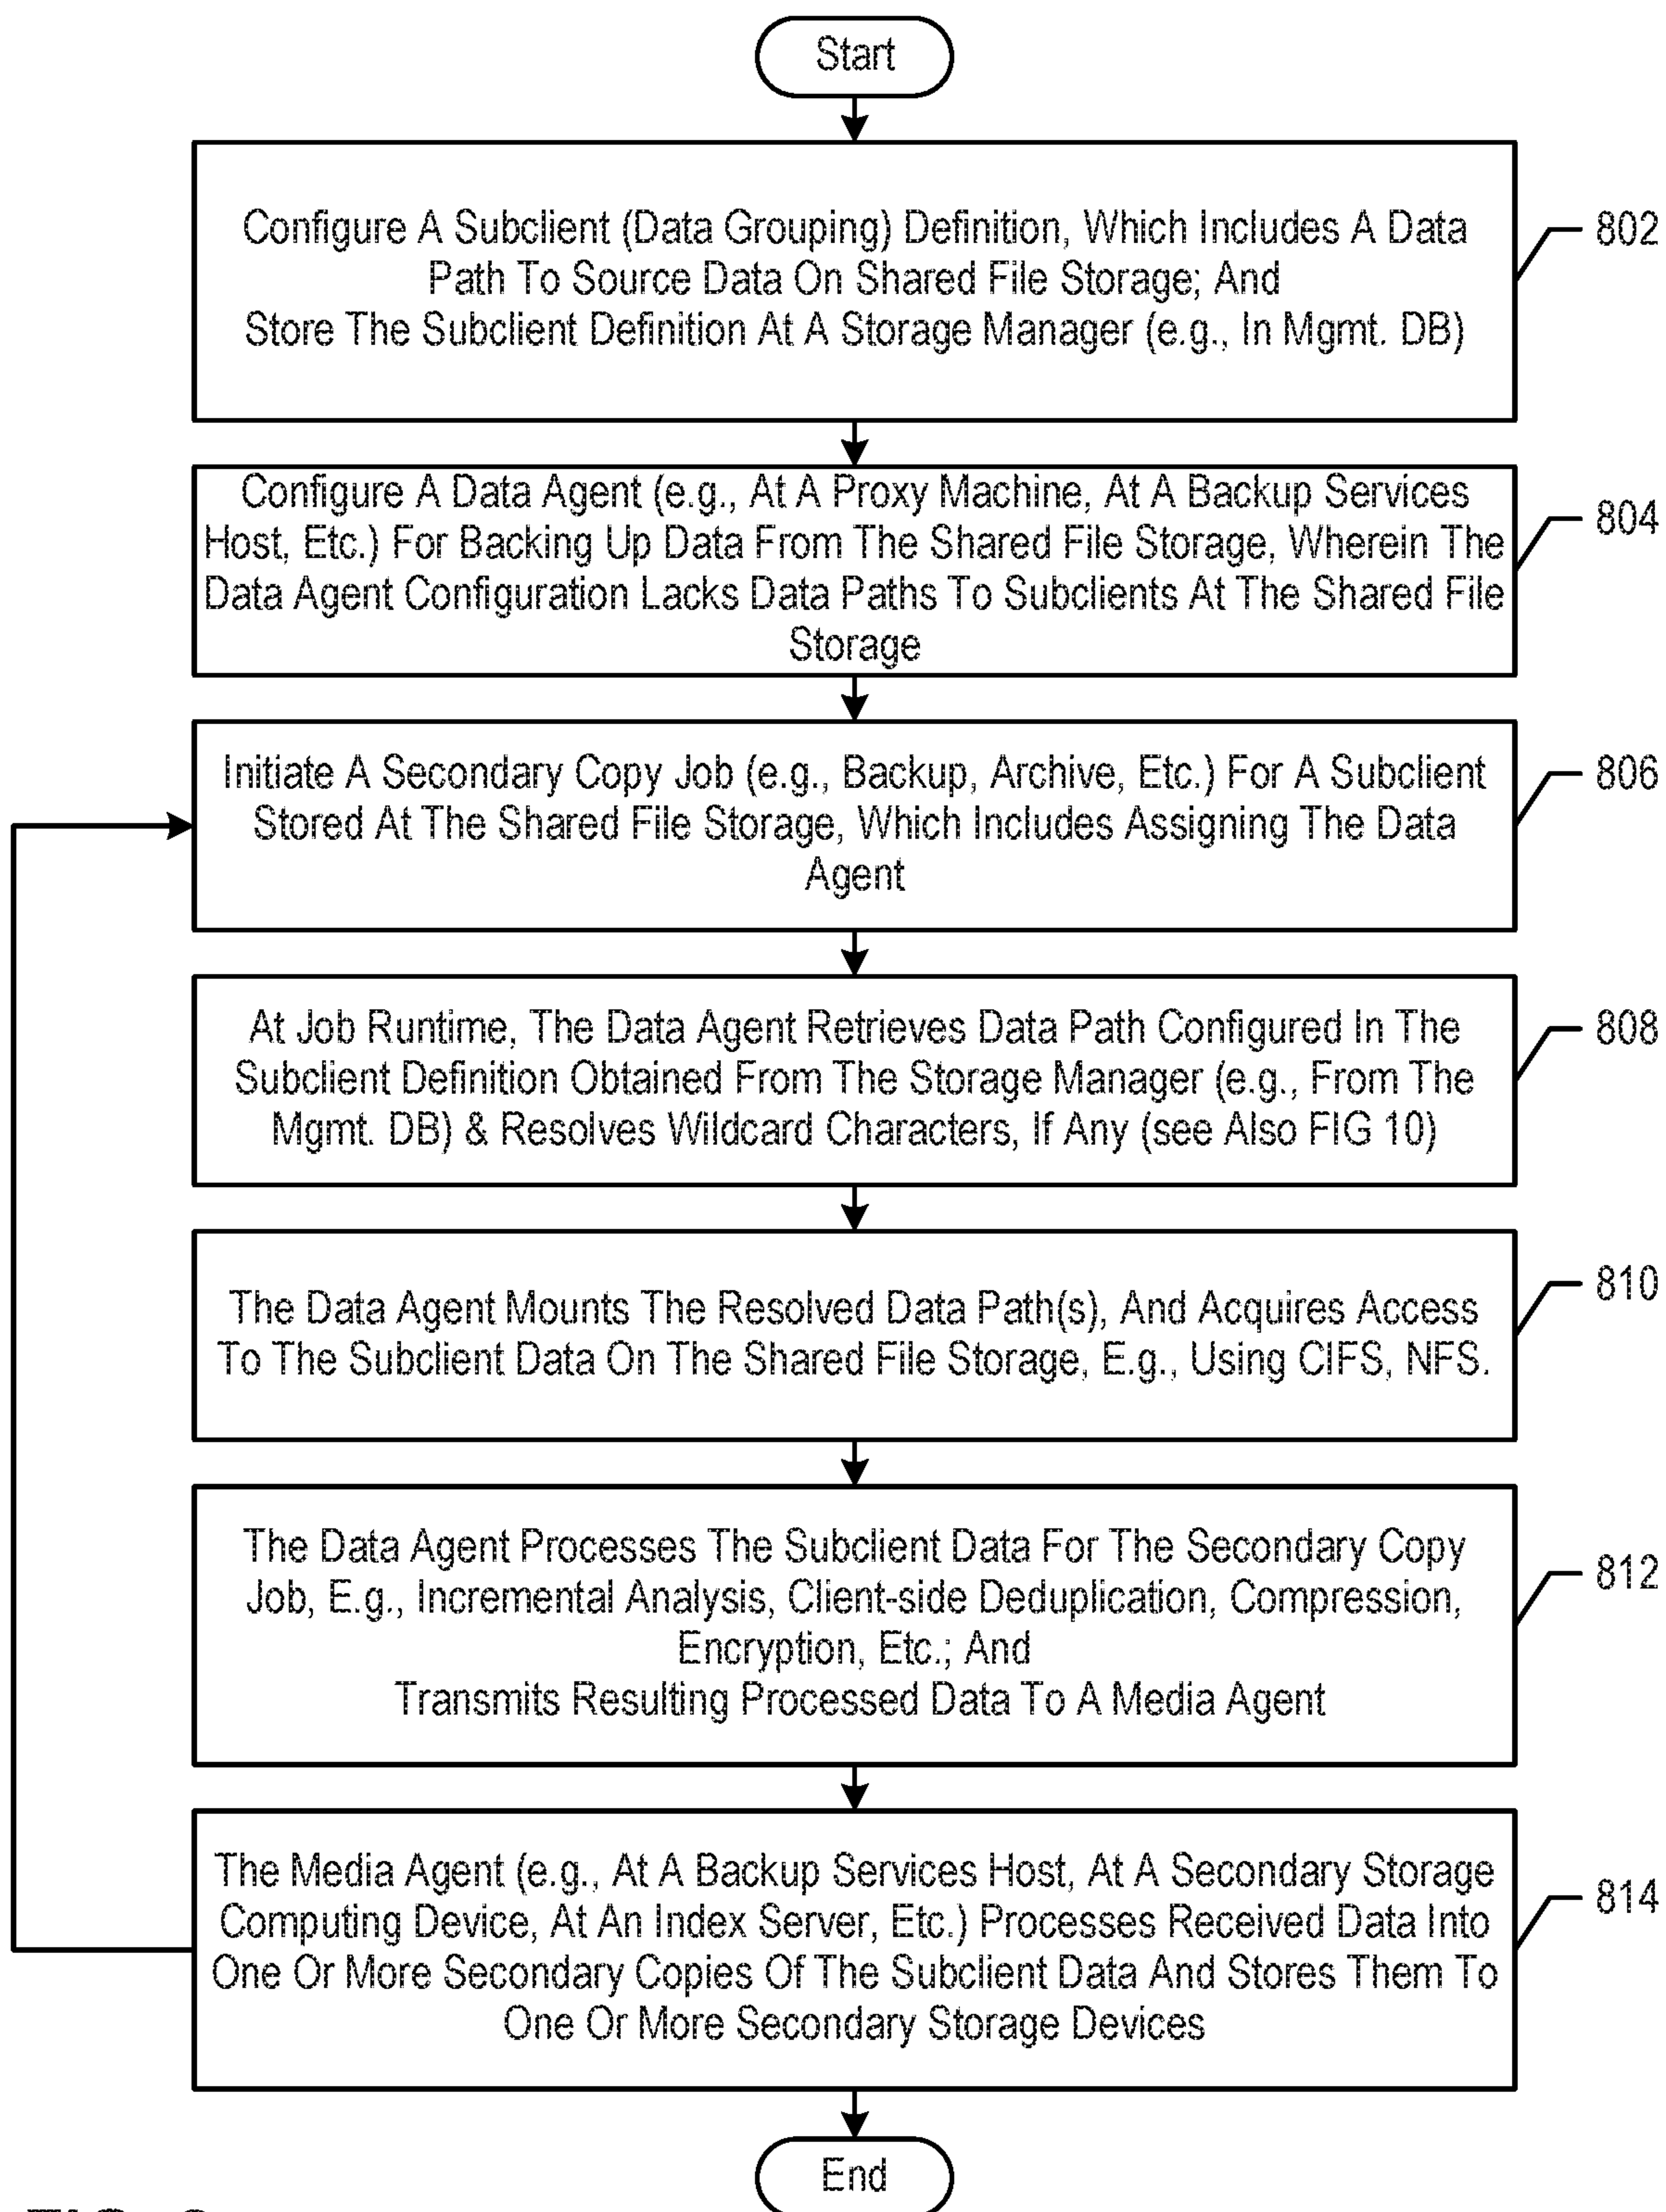 Start
Configure A Subclient (Data Grouping) Definition, Which Includes A Data
Path To Source Data On Shared File Storage; And
Store The Subclient Definition At A Storage Manager (e.g., In Mgmt. DB)
802
Configure A Data Agent (e.g., At A Proxy Machine, At A Backup Services
Host, Etc.) For Backing Up Data From The Shared File Storage, Wherein The
Data Agent Configuration Lacks Data Paths To Subclients At The Shared File
Storage
804
Initiate A Secondary Copy Job (e.g., Backup, Archive, Etc.) For A Subclient
Stored At The Shared File Storage, Which Includes Assigning The Data
Agent
806
At Job Runtime, The Data Agent Retrieves Data Path Configured In The
Subclient Definition Obtained From The Storage Manager (e.g., From The
Mgmt. DB) & Resolves Wildcard Characters, If Any (see Also FIG 10)
808
The Data Agent Mounts The Resolved Data Path(s), And Acquires Access
To The Subclient Data On The Shared File Storage, E.g., Using CIFS, NFS.
810
The Data Agent Processes The Subclient Data For The Secondary Copy
Job, E.g., Incremental Analysis, Client-side Deduplication, Compression,
Encryption, Etc.; And
Transmits Resulting Processed Data To A Media Agent
812
The Media Agent (e.g., At A Backup Services Host, At A Secondary Storage
Computing Device, At An Index Server, Etc.) Processes Received Data Into
One Or More Secondary Copies Of The Subclient Data And Stores Them To
One Or More Secondary Storage Devices
814
End